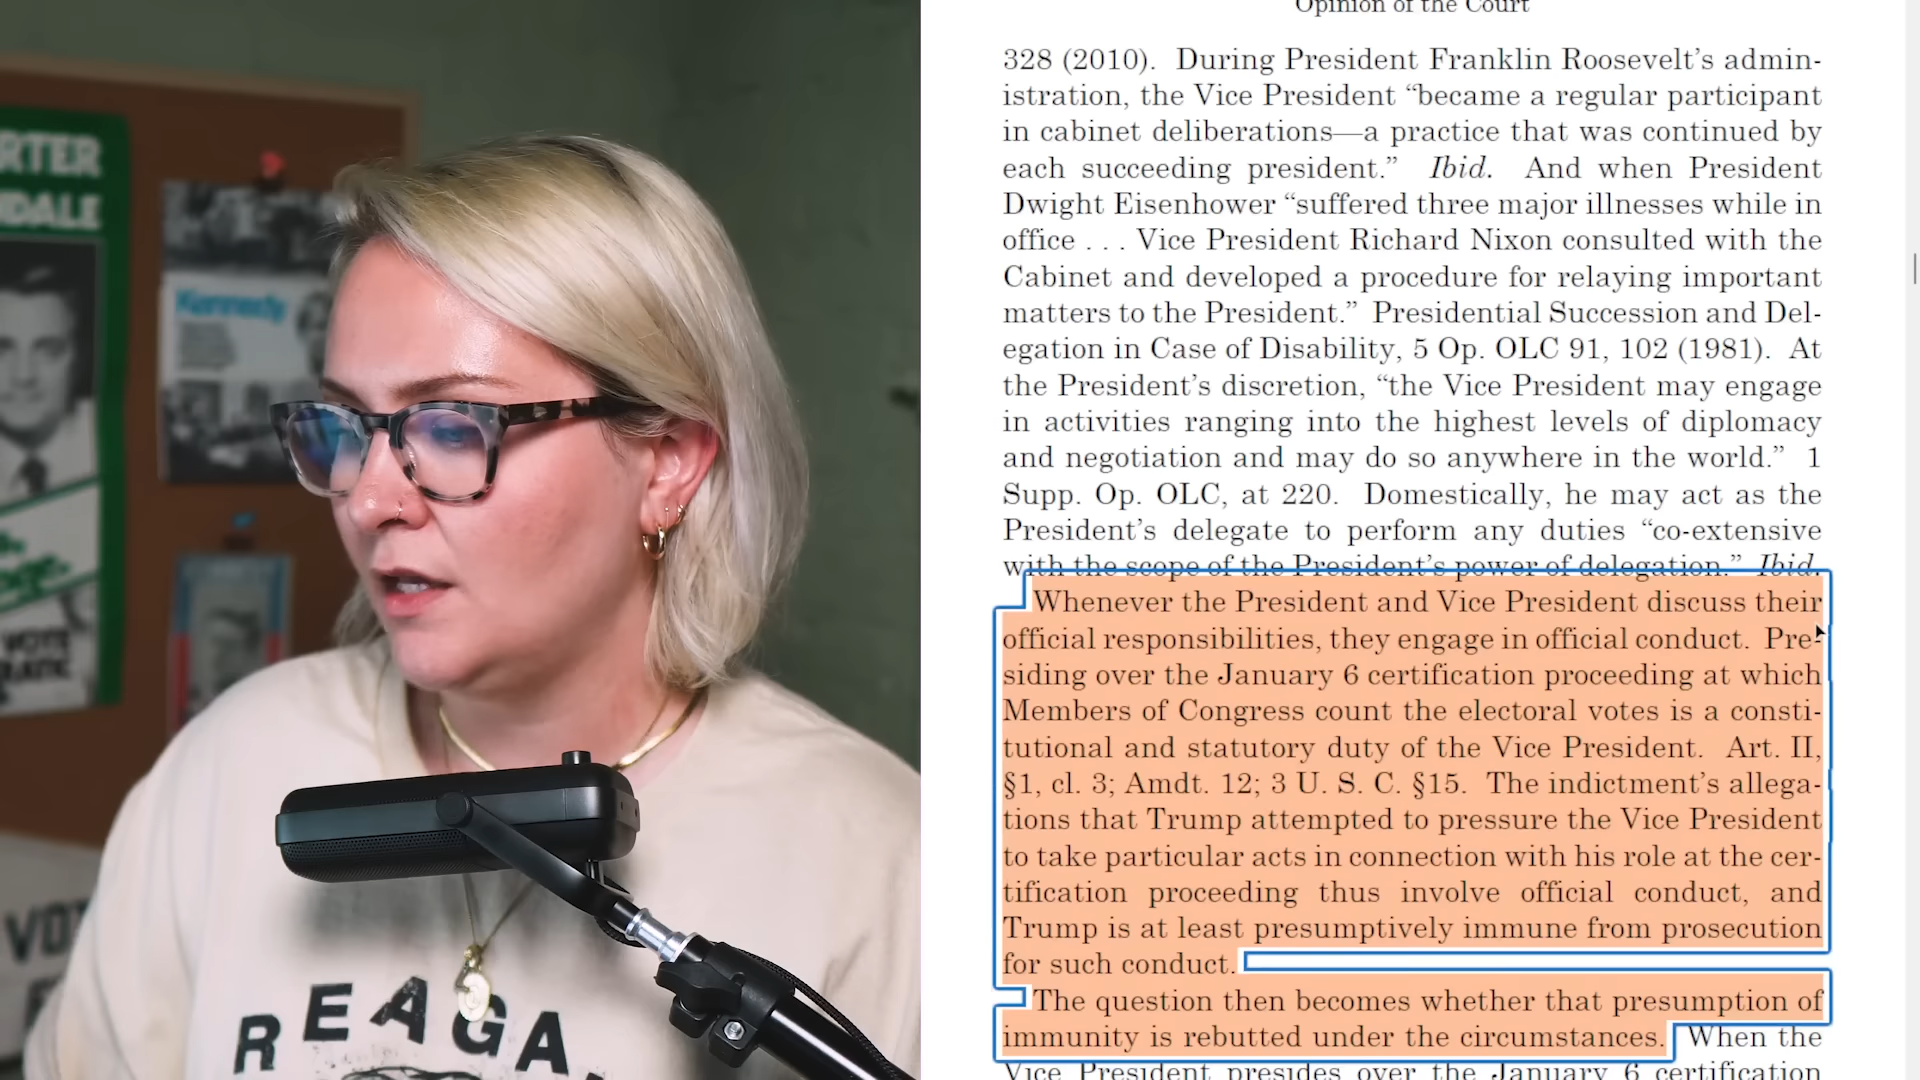 RTER
NDALE
Kennedy
VOTE
RATIC
VOT
REAGA
Opinion of the Court
328 (2010). During President Franklin Roosevelt’s admin-
istration, the Vice President “became a regular participant
in cabinet deliberations—a practice that was continued by
each succeeding president.” Ibid. And when President
Dwight Eisenhower “suffered three major illnesses while in
office . . . Vice President Richard Nixon consulted with the
Cabinet and developed a procedure for relaying important
matters to the President.” Presidential Succession and Del-
egation in Case of Disability, 5 Op. OLC 91, 102 (1981). At
the President’s discretion, “the Vice President may engage
in activities ranging into the highest levels of diplomacy
and negotiation and may do so anywhere in the world.” 1
Supp. Op. OLC, at 220. Domestically, he may act as the
President’s delegate to perform any duties “co-extensive
with the scope of the President’s power of delegation.” Ibid.
Whenever the President and Vice President discuss their
official responsibilities, they engage in official conduct. Pre-
siding over the January 6 certification proceeding at which
Members of Congress count the electoral votes is a consti-
tutional and statutory duty of the Vice President. Art. II,
§1, cl. 3; Amdt. 12; 3 U. S. C. §15. The indictment’s allega-
tions that Trump attempted to pressure the Vice President
to take particular acts in connection with his role at the cer-
tification proceeding thus involve official conduct, and
Trump is at least presumptively immune from prosecution
for such conduct.
The question then becomes whether that presumption of
immunity is rebutted under the circumstances. When the
Vice President presides over the January 6 certification